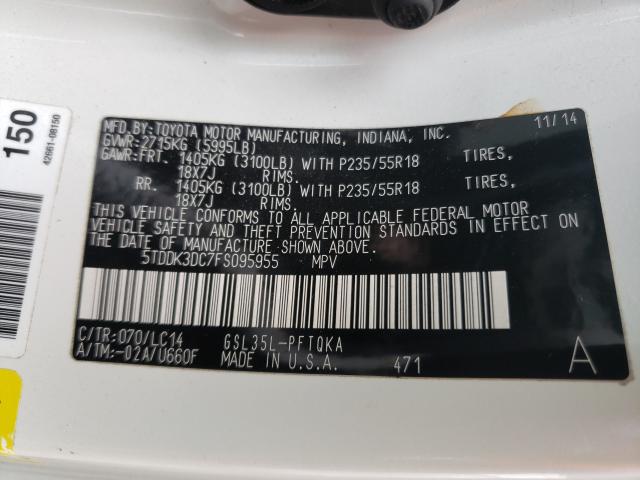 150
42661-08150
MFD.BY:TOYOTA MOTOR MANUFACTURING, INDIANA, INC. 11/14
GVWR:2715KG (5995LB)
GAWR:FRT. 1405KG (3100LB) WITH P235/55R18 TIRES,
18X7J RIMS.
RR. 1405KG (3100LB) WITH P235/55R18 TIRES,
18X7J RIMS.
THIS VEHICLE CONFORMS TO ALL APPLICABLE FEDERAL MOTOR
VEHICLE SAFETY AND THEFT PREVENTION STANDARDS IN EFFECT ON
THE DATE OF MANUFACTURE SHOWN ABOVE.
5TDDK3DC7FS095955 MPV
C/TR:070/LC14 GSL35L-PFTQKA
A/TM:-02A/U660F MADE IN U.S.A. 471 A